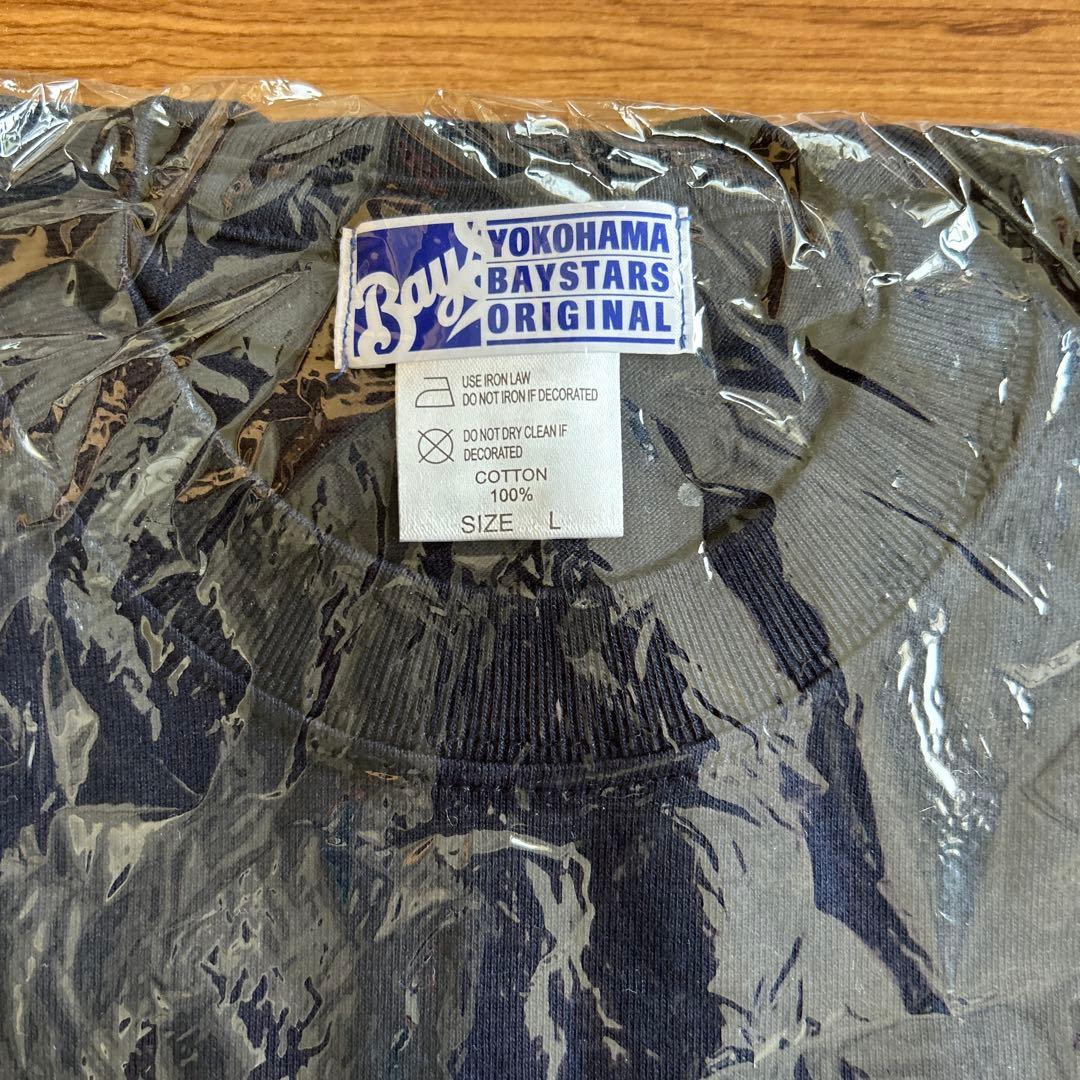 BayS
YOKOHAMA
BAYSTARS
ORIGINAL
USE IRON LAW
DO NOT IRON IF DECORATED
DO NOT DRY CLEAN IF
DECORATED
COTTON
100%
SIZE L